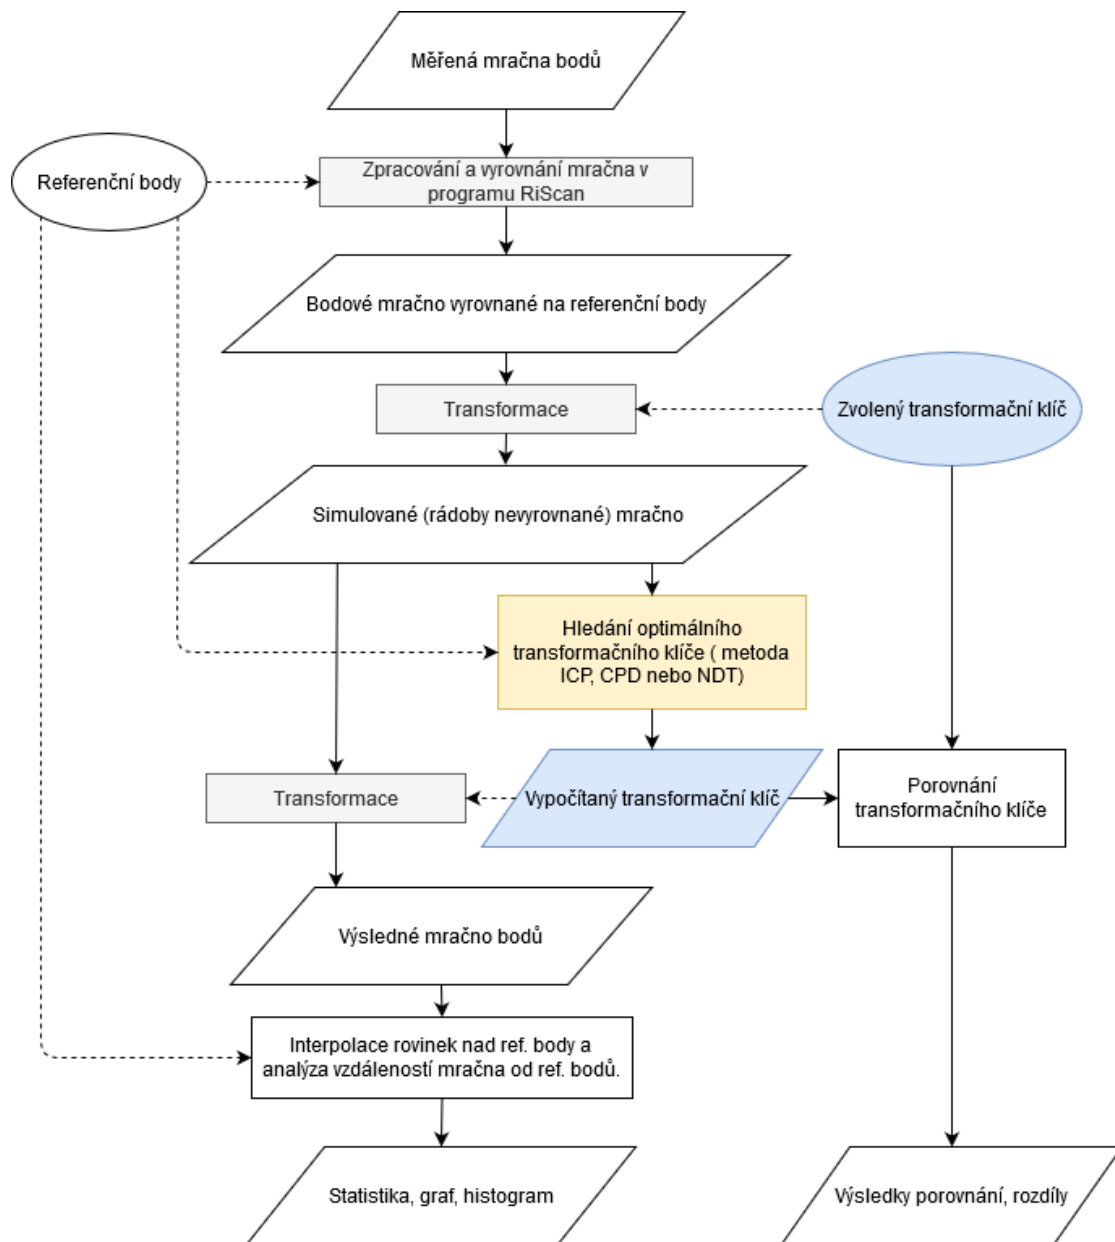 Měřená mračna bodů
Referenční body
Zpracování a vyrovnání mračna v
programu RiScan
Bodové mračno vyrovnané na referenční body
Transformace
Zvolený transformační klíč
Simulované (rádoby nevyrovnané) mračno
Hledání optimálního
transformačního klíče ( metoda
ICP, CPD nebo NDT)
Transformace
Vypočítaný transformační klíč
Porovnání
transformačního klíče
Výsledné mračno bodů
Interpolace rovinek nad ref. body a
analýza vzdáleností mračna od ref. bodů.
Statistika, graf, histogram
Výsledky porovnání, rozdíly